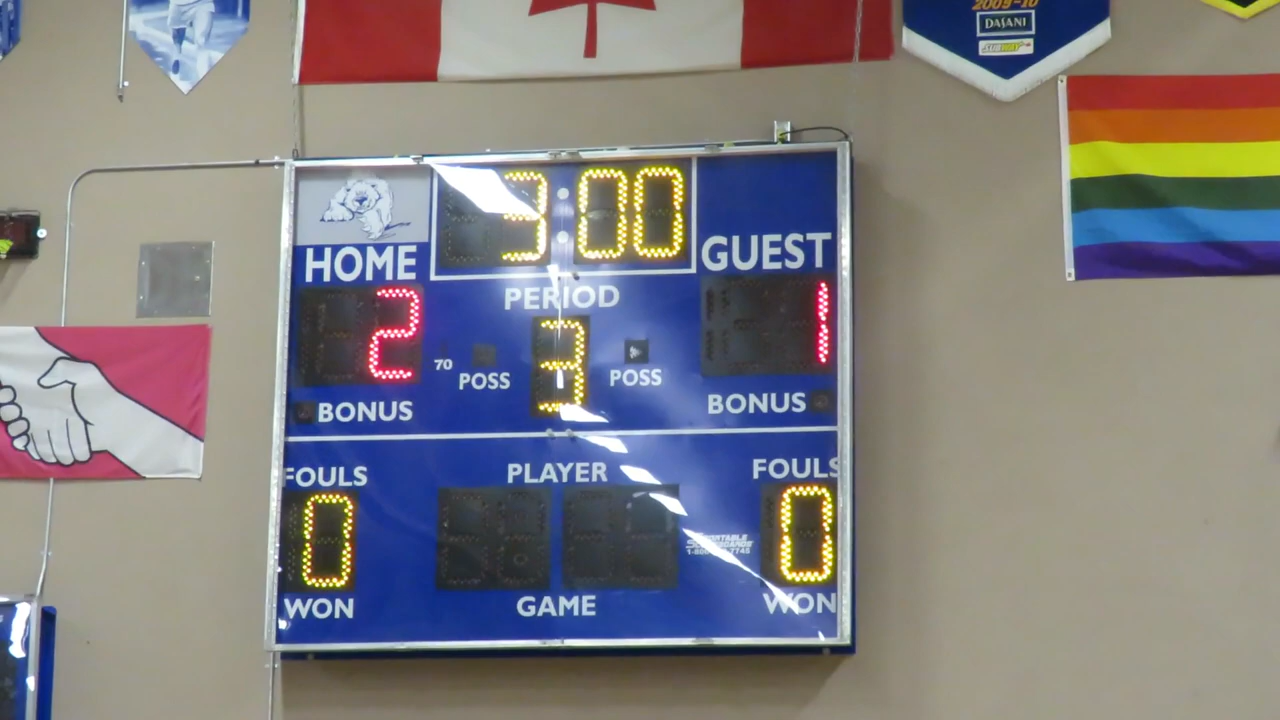 2009-10
DASANI
SUBWAY
3:00
HOME
GUEST
PERIOD
2
3
1
70
POSS
POSS
BONUS
BONUS
FOULS
PLAYER
FOULS
0
0
WON
GAME
WON